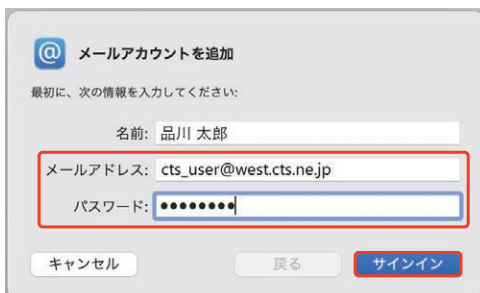 メールアカウントを追加
最初に、次の情報を入力してください:
名前: 品川 太郎
メールアドレス: cts_user@west.cts.ne.jp
パスワード: ●●●●●●●●
キャンセル 戻る サインイン